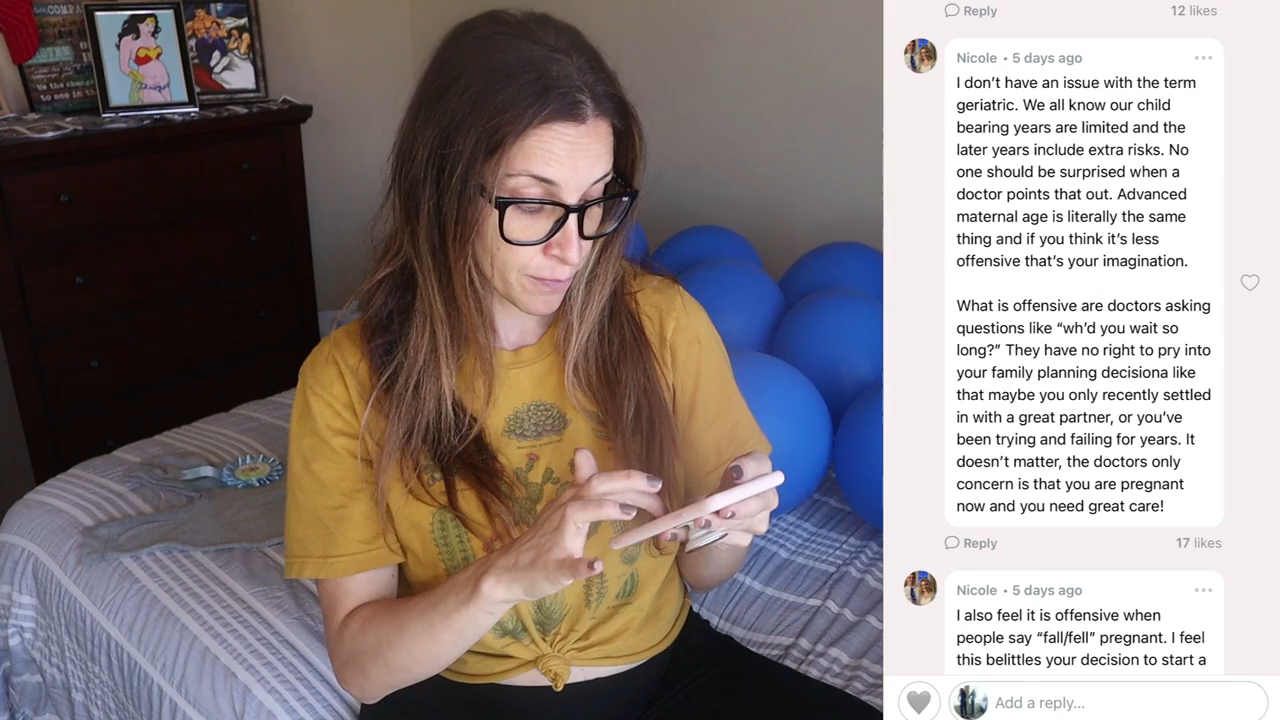 COMPA
Reply
12 likes
Nicole • 5 days ago
I don’t have an issue with the term
geriatric. We all know our child
bearing years are limited and the
later years include extra risks. No
one should be surprised when a
doctor points that out. Advanced
maternal age is literally the same
thing and if you think it’s less
offensive that’s your imagination.
What is offensive are doctors asking
questions like “wh’d you wait so
long?” They have no right to pry into
your family planning decisiona like
that maybe you only recently settled
in with a great partner, or you’ve
been trying and failing for years. It
doesn’t matter, the doctors only
concern is that you are pregnant
now and you need great care!
Reply
17 likes
Nicole • 5 days ago
I also feel it is offensive when
people say “fall/fell” pregnant. I feel
this belittles your decision to start a
Add a reply...